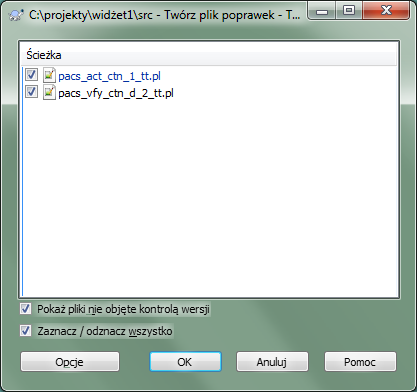 C:\projekty\widżet1\src - Twórz plik poprawek - T...
Ścieżka
pacs_act_ctn_1_tt.pl
pacs_vfy_ctn_d_2_tt.pl
Pokaż pliki nie objęte kontrolą wersji
Zaznacz / odznacz wszystko
Opcje OK Anuluj Pomoc